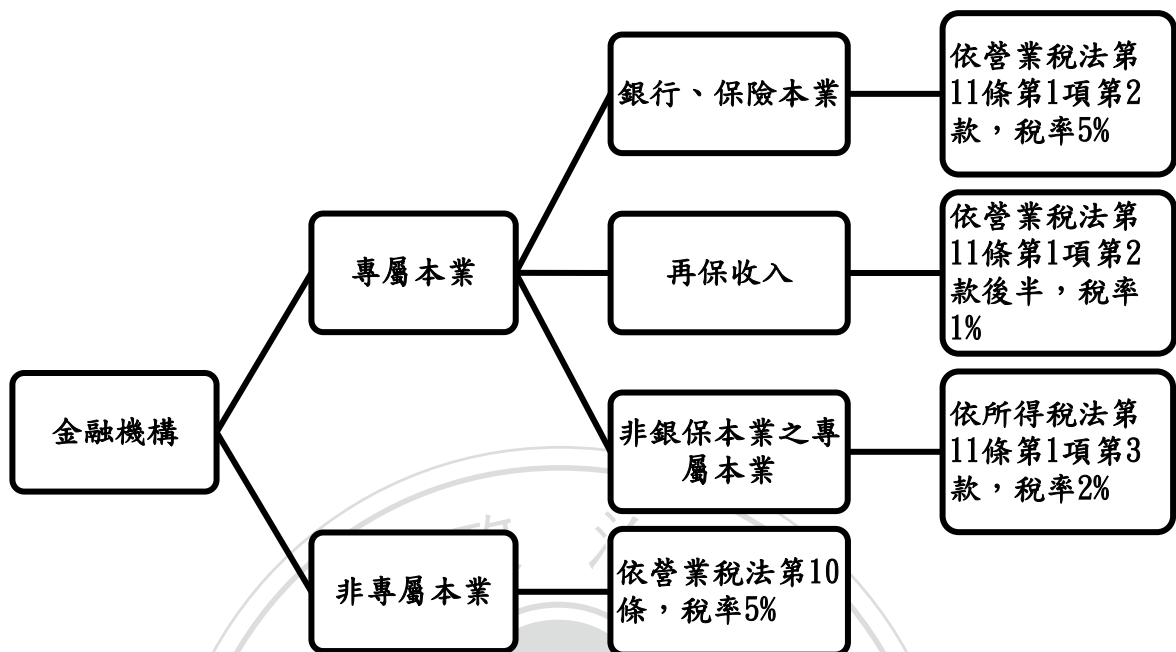 銀行、保險本業
依營業稅法第
11條第1項第2
款，稅率5%
專屬本業
再保收入
依營業稅法第
11條第1項第2
款後半，稅率
1%
金融機構
非銀保本業之專
屬本業
依所得稅法第
11條第1項第3
款，稅率2%
非專屬本業
依營業稅法第10
條，稅率5%
政